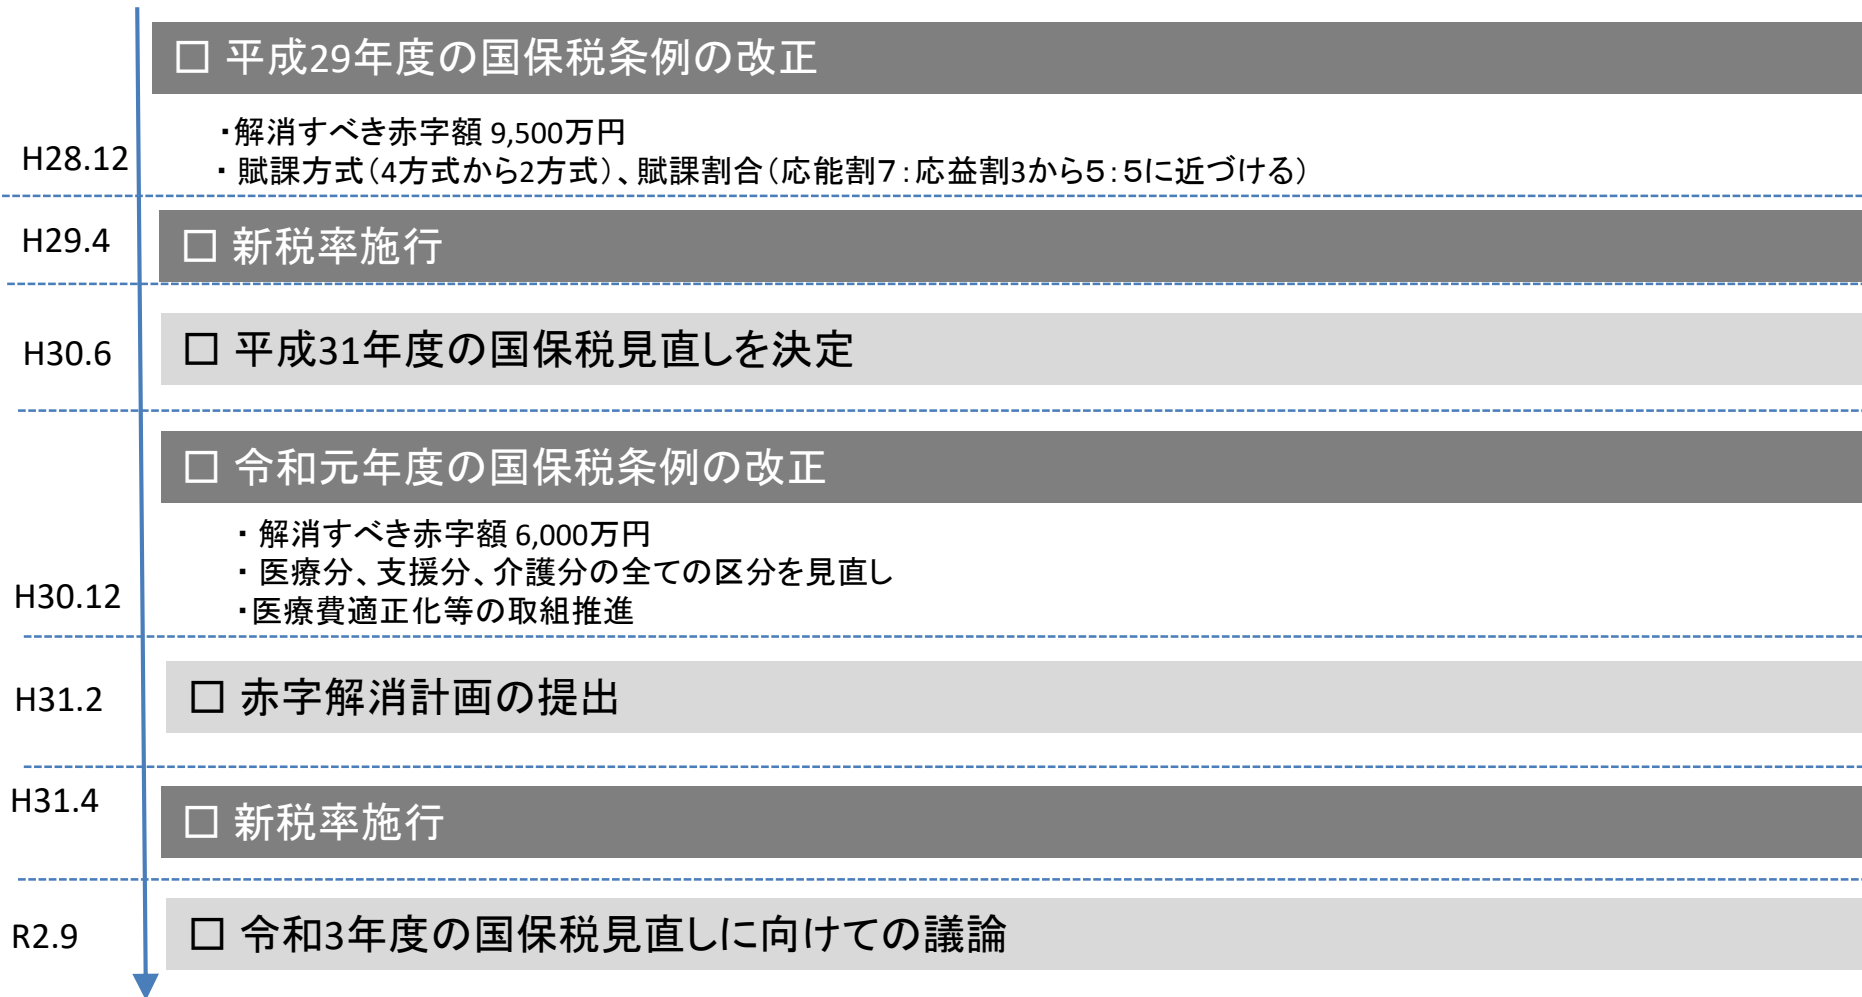 □ 平成29年度の国保税条例の改正
・解消すべき赤字額 9,500万円
H28.12
・ 賦課方式（4方式から2方式）、賦課割合（応能割７：応益割3から５：５に近づける）
H29.4
□ 新税率施行
H30.6
□ 平成31年度の国保税見直しを決定
□ 令和元年度の国保税条例の改正
・ 解消すべき赤字額 6,000万円
・ 医療分、支援分、介護分の全ての区分を見直し
H30.12
・医療費適正化等の取組推進
H31.2
□ 赤字解消計画の提出
H31.4
□ 新税率施行
R2.9
□ 令和3年度の国保税見直しに向けての議論